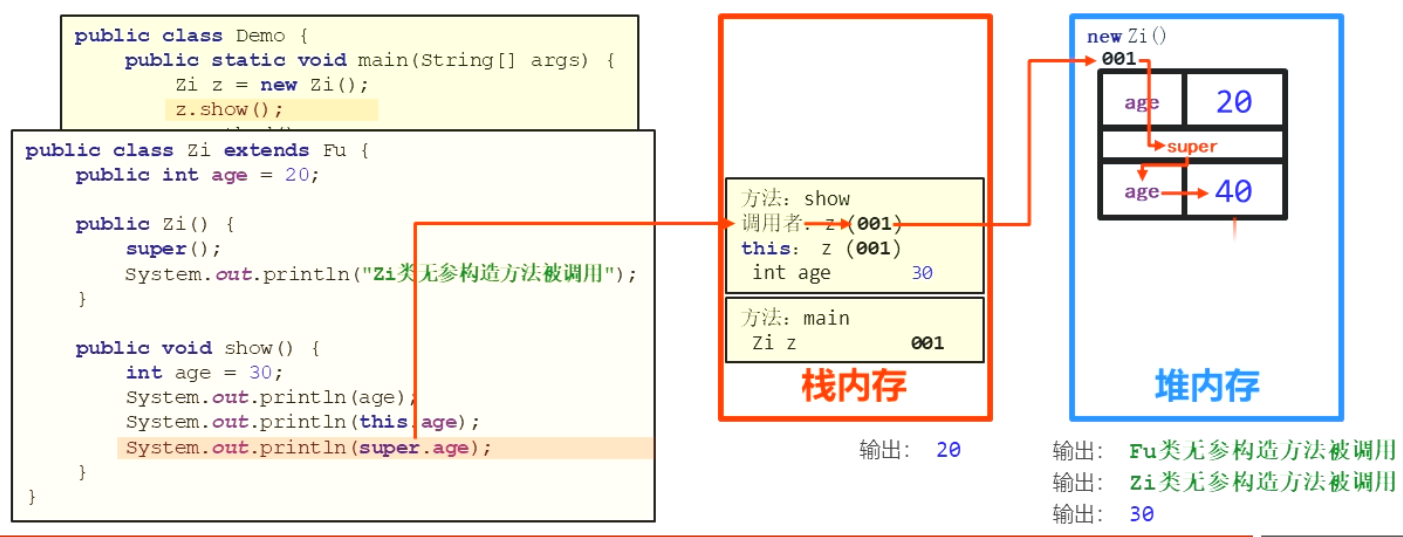 public class Demo {
public static void main(String[] args) {
Zi z = new Zi();
z.show();
public class Zi extends Fu {
public int age = 20;
public Zi() {
super();
System.out.println("Zi类无参构造方法被调用");
}
public void show() {
int age = 30;
System.out.println(age);
System.out.println(this.age);
System.out.println(super.age);
}
}
方法: show
调用者: z (001)
this: z (001)
int age 30
方法: main
Zi z 001
栈内存
new Zi()
001
age 20
super
age 40
堆内存
输出: 20
输出: Fu类无参构造方法被调用
输出: Zi类无参构造方法被调用
输出: 30